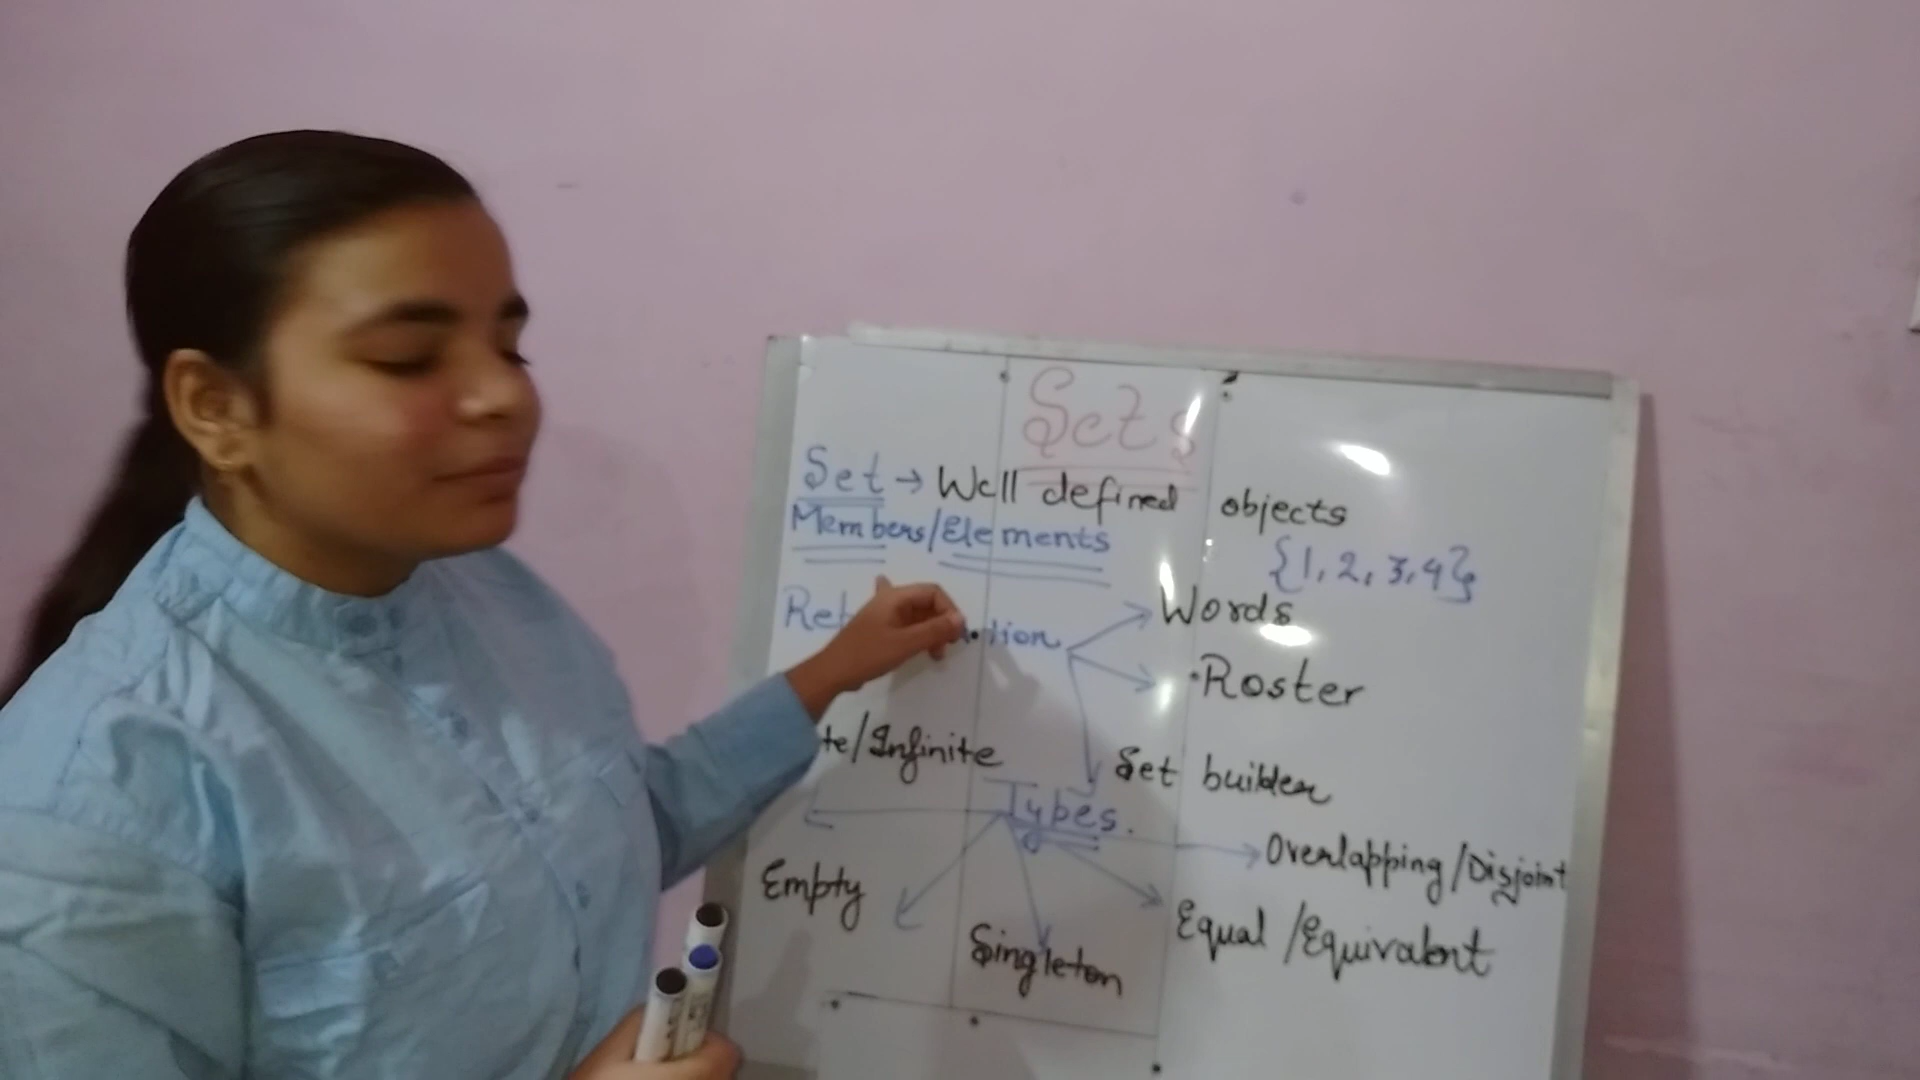 Sets
Set → Well defined objects
Members/Elements
{1, 2, 3, 4}
Words
Roster
Set builder
te/Infinite
Types.
Overlapping/Disjoint
Empty
Equal/Equivalent
Singleton